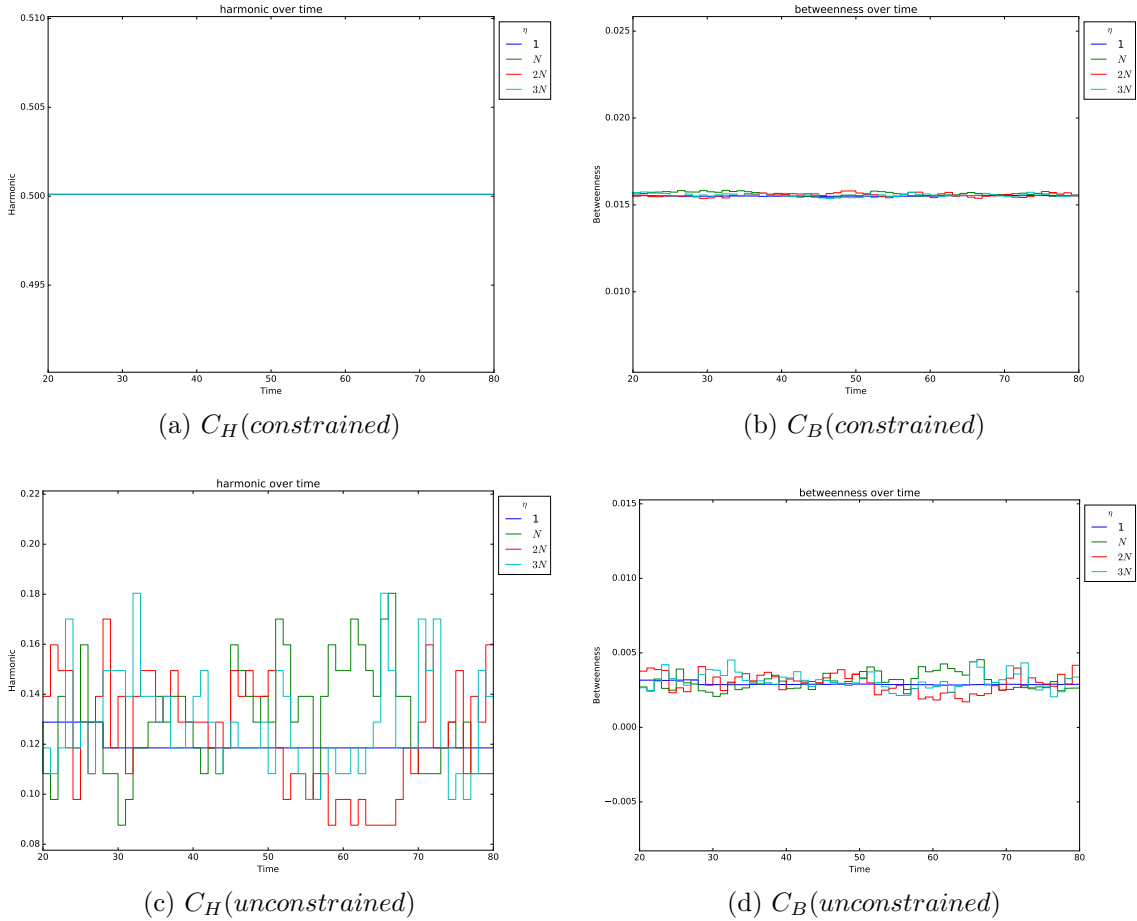 harmonic over time
0.510
0.505
0.500
0.495
Harmonic
20 30 40 50 60 70 80
Time
η
1
N
2N
3N
(a) C_H(constrained)
betweenness over time
0.025
0.020
0.015
0.010
Betweenness
20 30 40 50 60 70 80
Time
η
1
N
2N
3N
(b) C_B(constrained)
harmonic over time
0.22
0.20
0.18
0.16
0.14
0.12
0.10
0.08
Harmonic
20 30 40 50 60 70 80
Time
η
1
N
2N
3N
(c) C_H(unconstrained)
betweenness over time
0.015
0.010
0.005
0.000
−0.005
Betweenness
20 30 40 50 60 70 80
Time
η
1
N
2N
3N
(d) C_B(unconstrained)